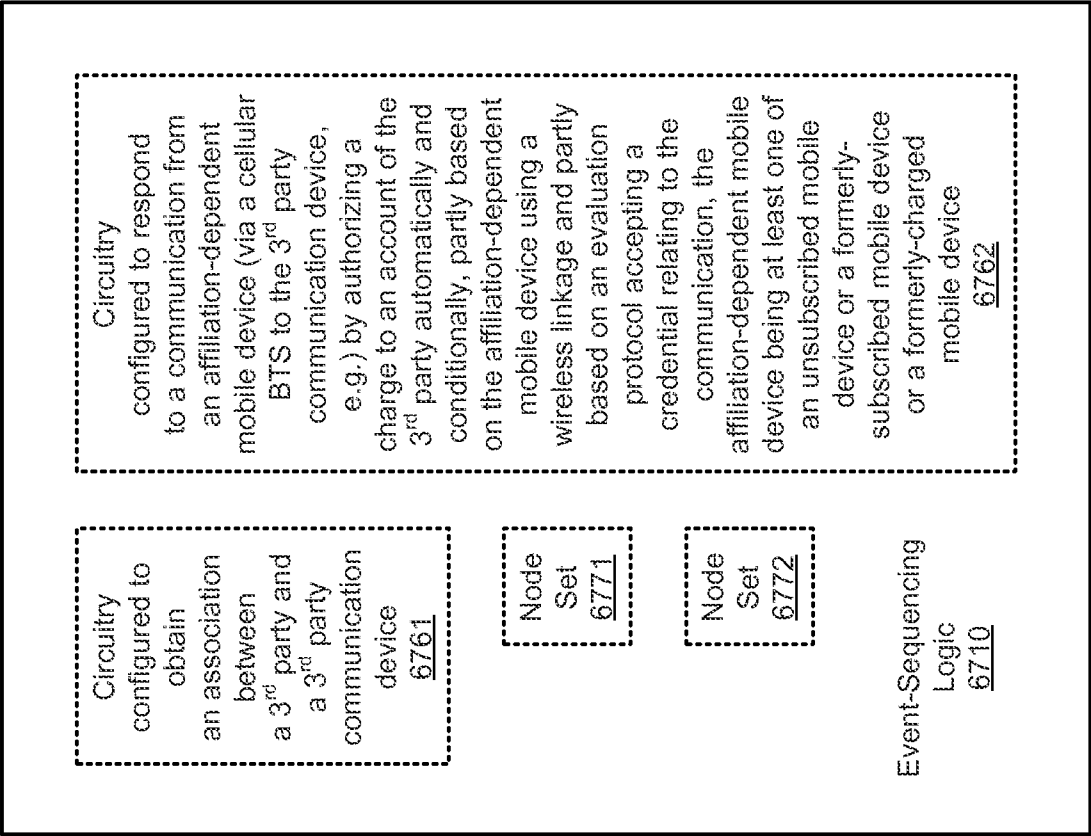 Circuitry
configured to
obtain
an association
between
a 3rd party and
a 3rd party
communication
device
6761
Node
Set
6771
Node
Set
6772
Event-Sequencing
Logic
6710
Circuitry
configured to respond
to a communication from
an affiliation-dependent
mobile device (via a cellular
BTS to the 3rd party
communication device,
e.g.) by authorizing a
charge to an account of the
3rd party automatically and
conditionally, partly based
on the affiliation-dependent
mobile device using a
wireless linkage and partly
based on an evaluation
protocol accepting a
credential relating to the
communication, the
affiliation-dependent mobile
device being at least one of
an unsubscribed mobile
device or a formerly-
subscribed mobile device
or a formerly-charged
mobile device
6762